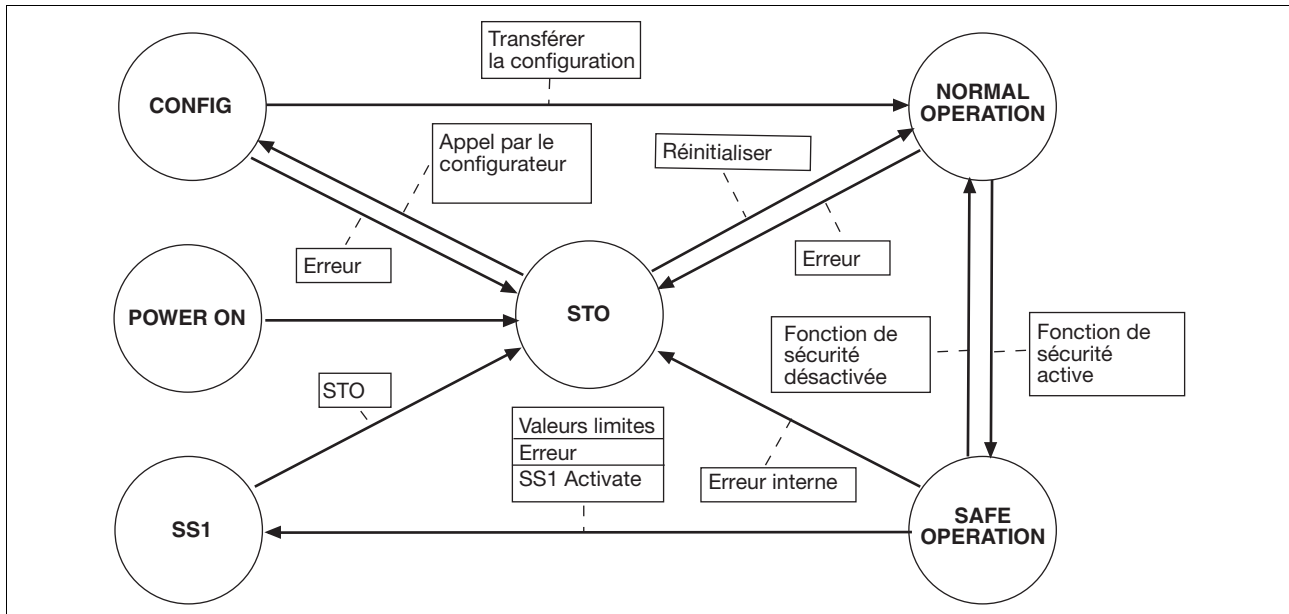 Transférer
la configuration
CONFIG
NORMAL
OPERATION
Appel par le
configurateur
Réinitialiser
Erreur
Erreur
POWER ON
STO
Fonction de
sécurité
désactivée
Fonction de
sécurité
active
STO
Valeurs limites
Erreur
SS1 Activate
Erreur interne
SS1
SAFE
OPERATION